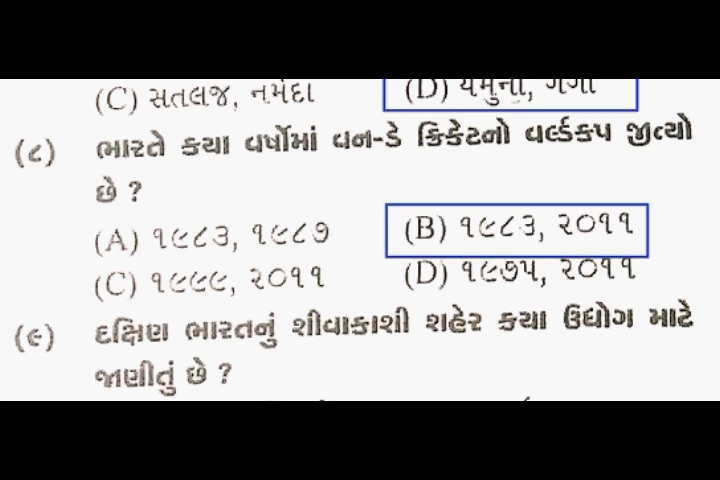 (C) સતલજ, નર્મદા (D) યમુના, ગંગા
(૮) ભારતે કયા વર્ષોમાં વન-ડે ક્રિકેટનો વર્લ્ડકપ જીત્યો
છે ?
(A) ૧૯૮૩, ૧૯૮૭ (B) ૧૯૮૩, ૨૦૧૧
(C) ૧૯૯૯, ૨૦૧૧ (D) ૧૯૭૫, ૨૦૧૧
(૯) દક્ષિણ ભારતનું શીવાકાશી શહેર કયા ઉદ્યોગ માટે
જાણીતું છે ?